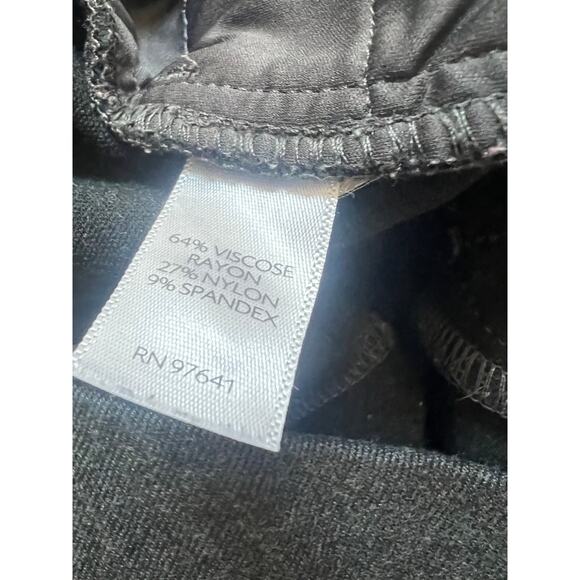 64% VISCOSE
RAYON
27% NYLON
9% SPANDEX
RN 97641